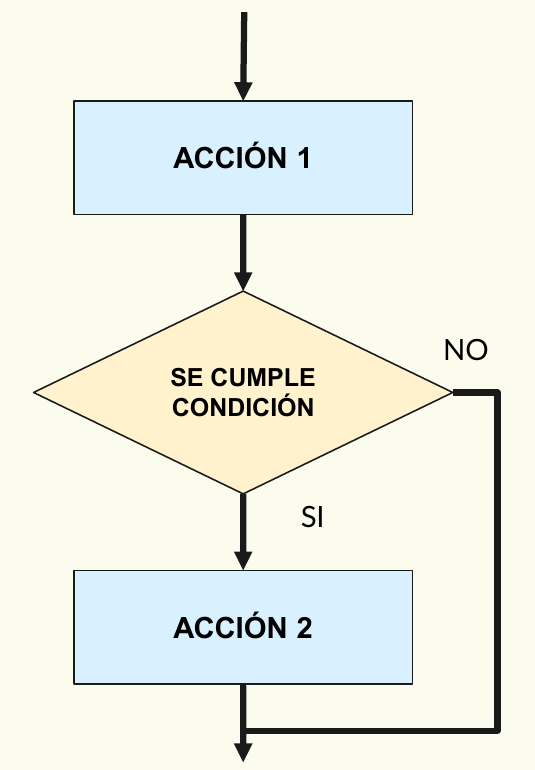 ACCIÓN 1
NO
SE CUMPLE
CONDICIÓN
SI
ACCIÓN 2